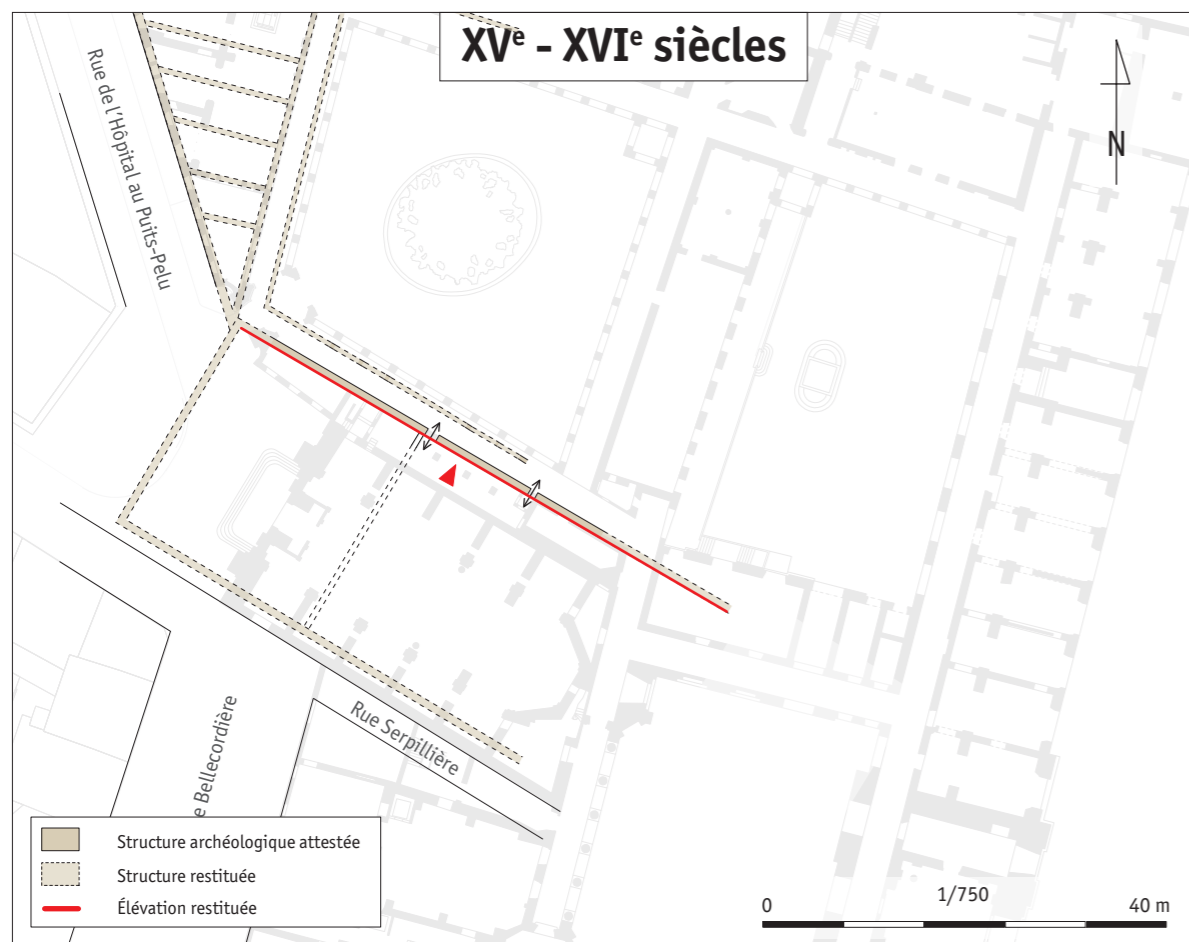 XVe - XVIe siècles
N
Rue de l'Hôpital au Puits-Pelu
Rue Serpillière
e Bellecordière
Structure archéologique attestée
Structure restituée
Élévation restituée
1/750
0 40 m